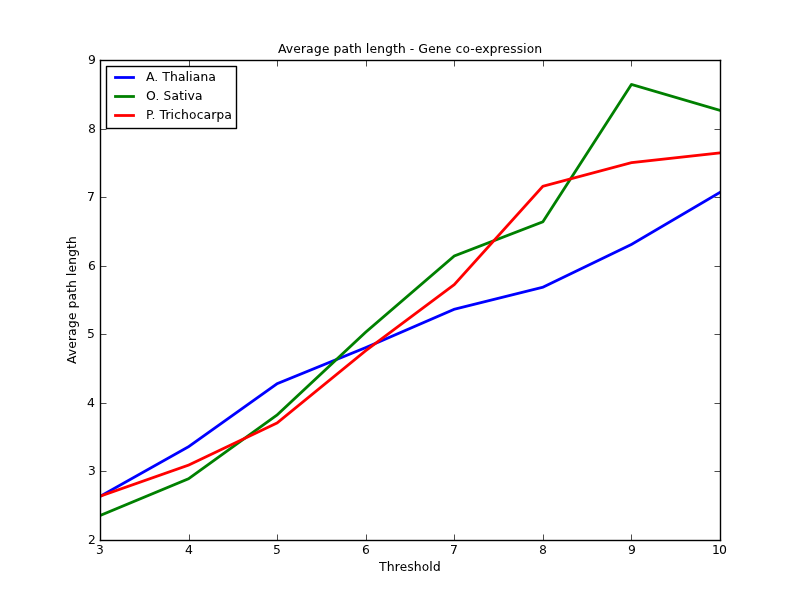 Average path length - Gene co-expression
A. Thaliana
O. Sativa
P. Trichocarpa
Average path length
9
8
7
6
5
4
3
2
3 4 5 6 7 8 9 10
Threshold